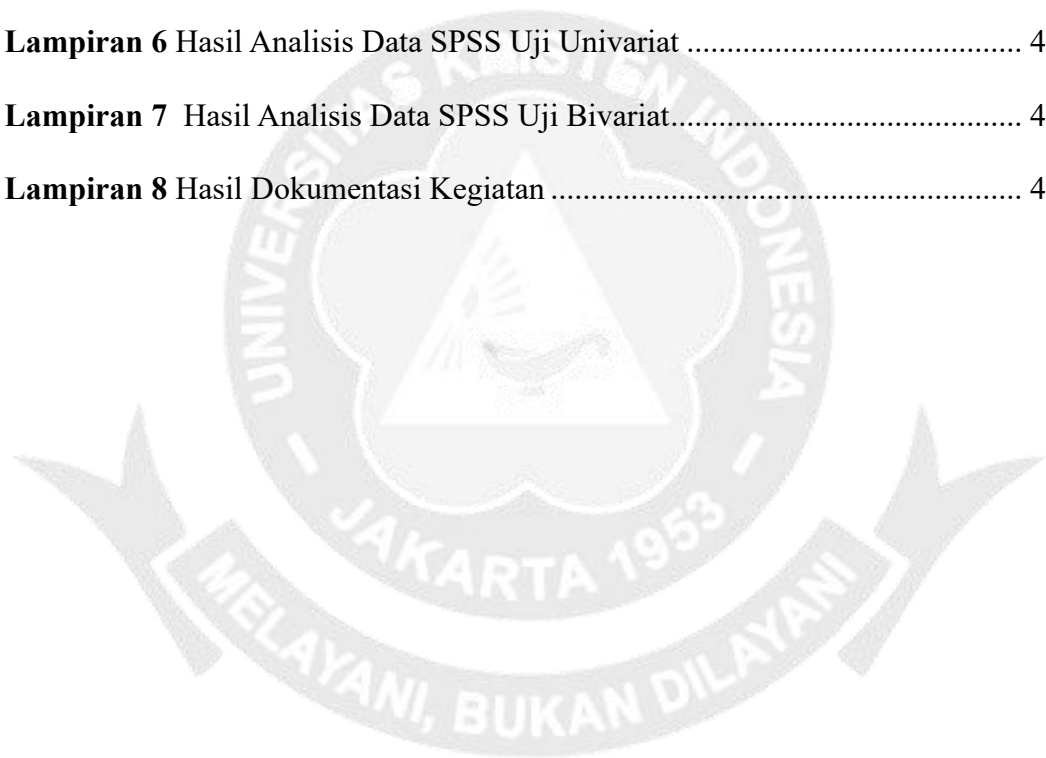 Lampiran 6 Hasil Analisis Data SPSS Uji Univariat ......................................... 4
Lampiran 7  Hasil Analisis Data SPSS Uji Bivariat........................................... 4
Lampiran 8 Hasil Dokumentasi Kegiatan .......................................................... 4
UNIVERSITAS KRISTEN INDONESIA
- JAKARTA 1953 -
MELAYANI, BUKAN DILAYANI